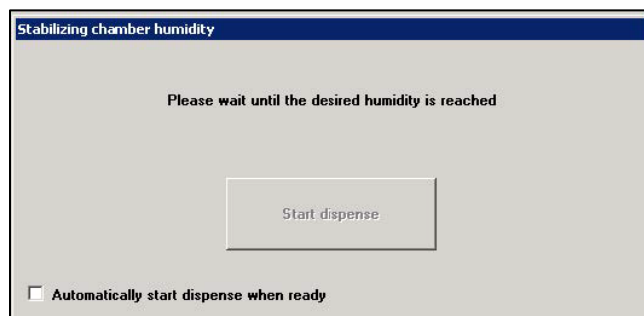 Stabilizing chamber humidity
Please wait until the desired humidity is reached
Start dispense
Automatically start dispense when ready